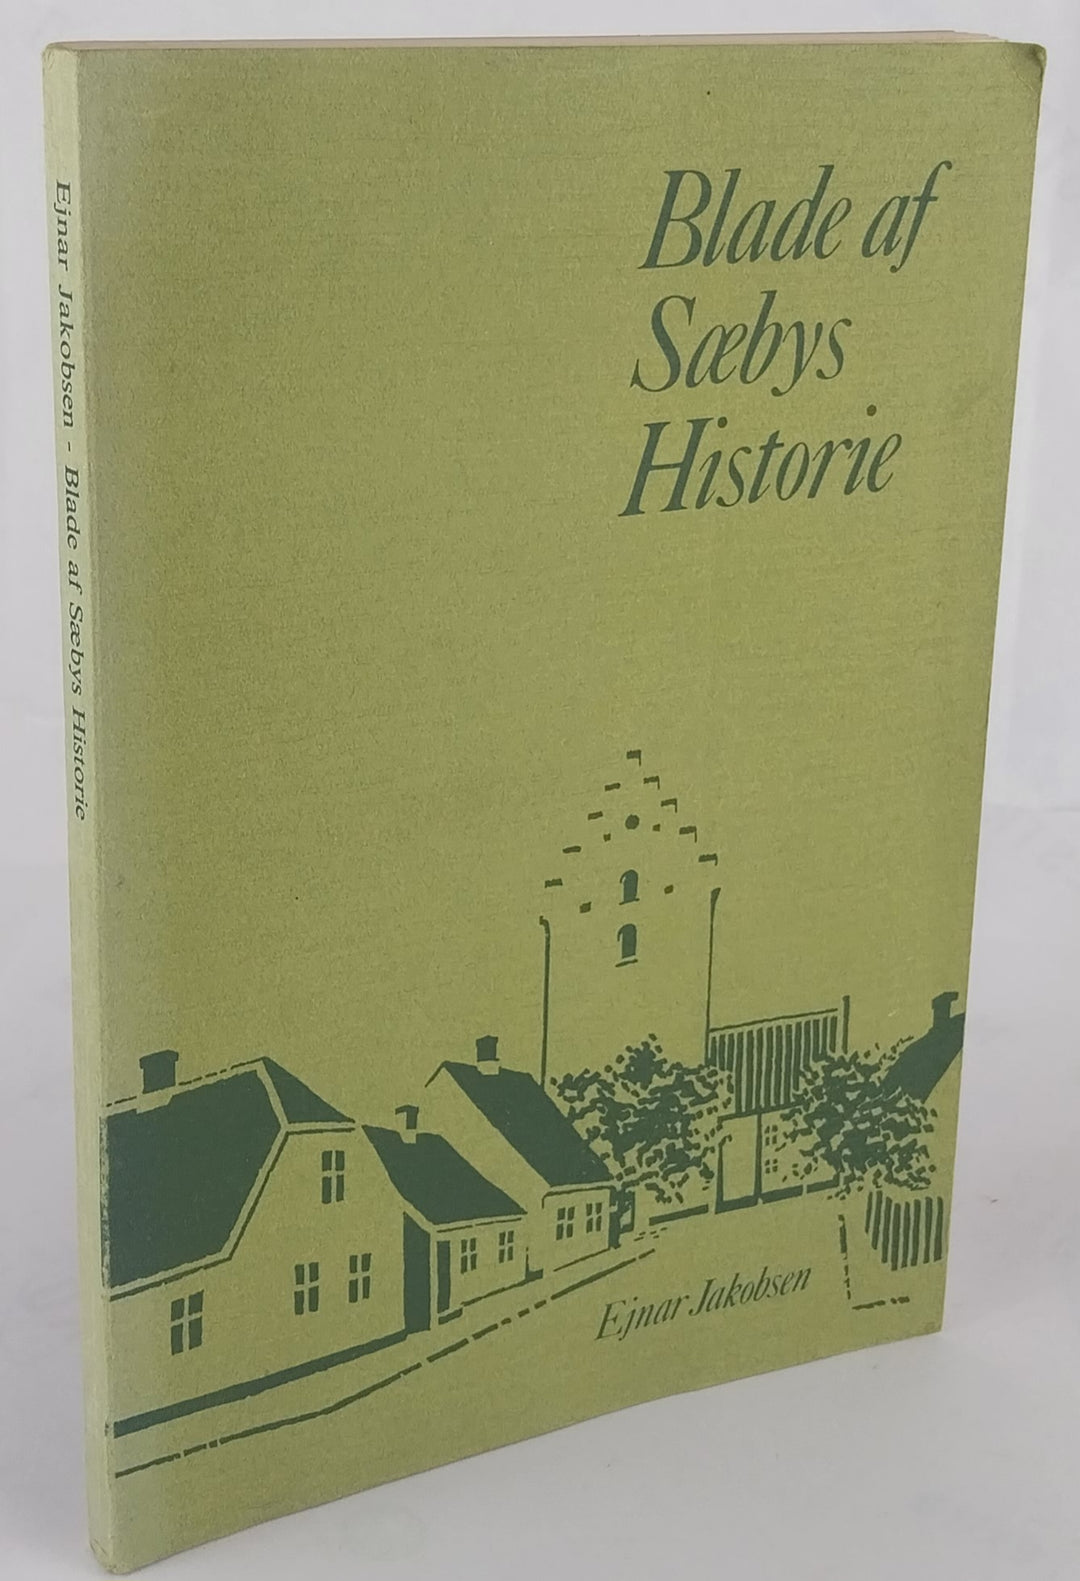 Blade af
Sæbys
Historie
Ejnar Jakobsen
Ejnar Jakobsen - Blade af Sæbys Historie